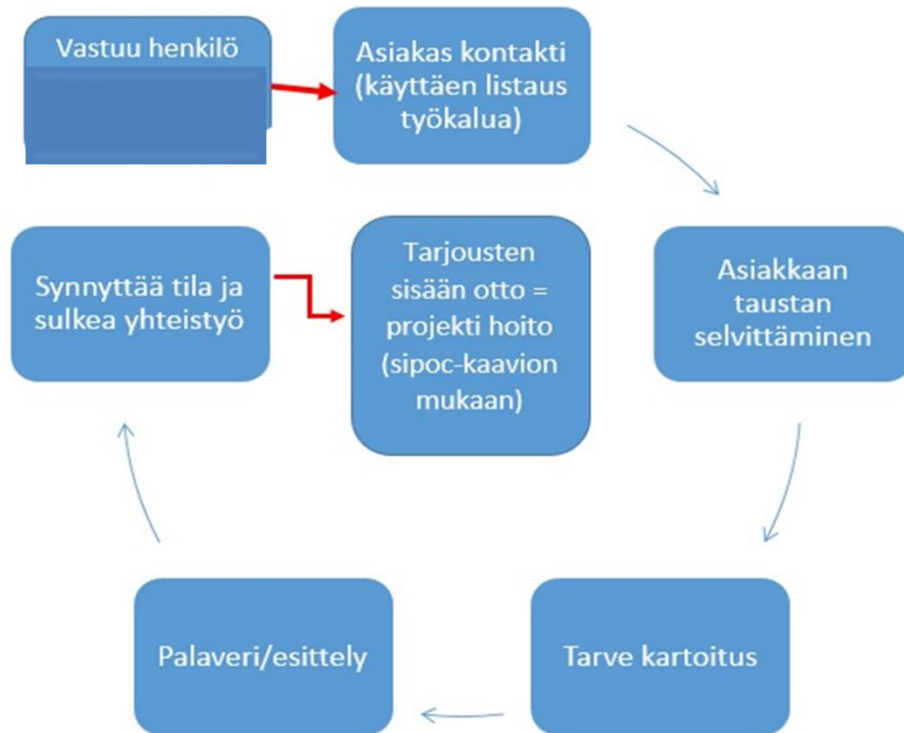 Vastuu henkilö
Asiakas kontakti
(käyttäen listaus
työkalua)
Asiakkaan
taustan
selvittäminen
Tarve kartoitus
Palaveri/esittely
Synnyttää tila ja
sulkea yhteistyö
Tarjousten
sisään otto =
projekti hoito
(sipoc-kaavion
mukaan)